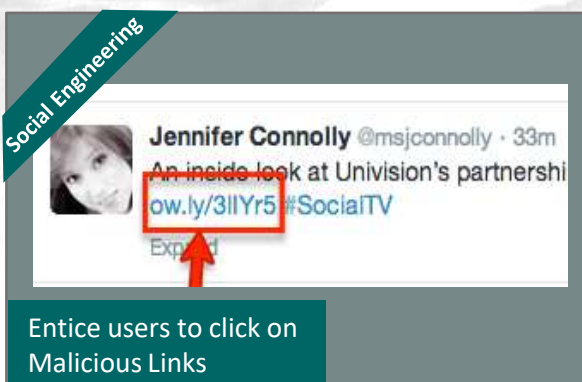 Social Engineering
Jennifer Connolly @msjconnolly · 33m
An inside look at Univision's partnershi
ow.ly/3llYr5 #SocialTV
Expand
Entice users to click on
Malicious Links